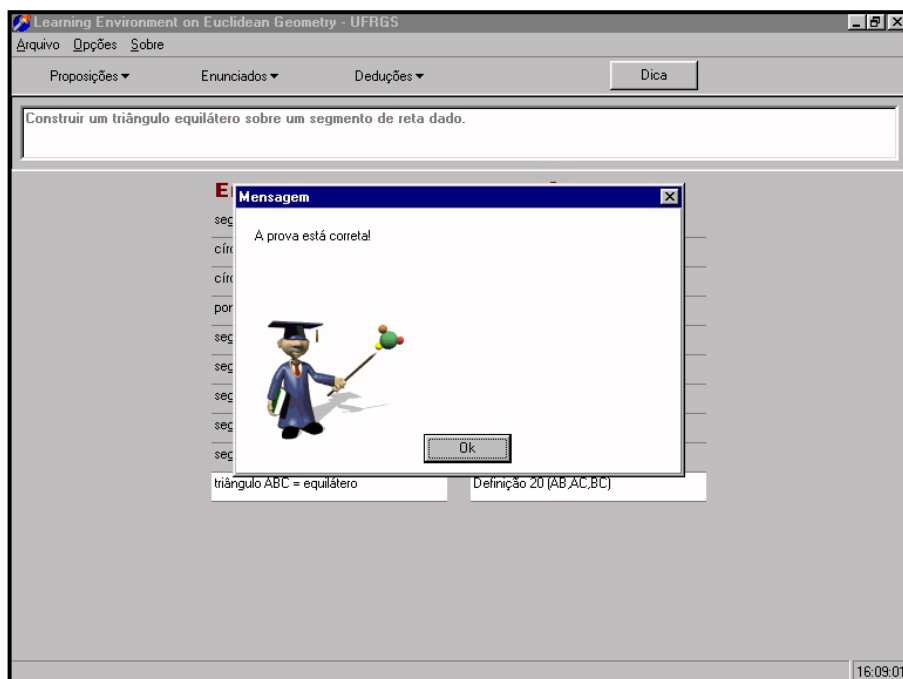 Learning Environment on Euclidean Geometry - UFRGS
Arquivo Opções Sobre
Proposições Enunciados Deduções Dica
Construir um triângulo equilátero sobre um segmento de reta dado.
Mensagem
A prova está correta!
Ok
triângulo ABC = equilátero Definição 20 (AB,AC,BC)
16:09:01